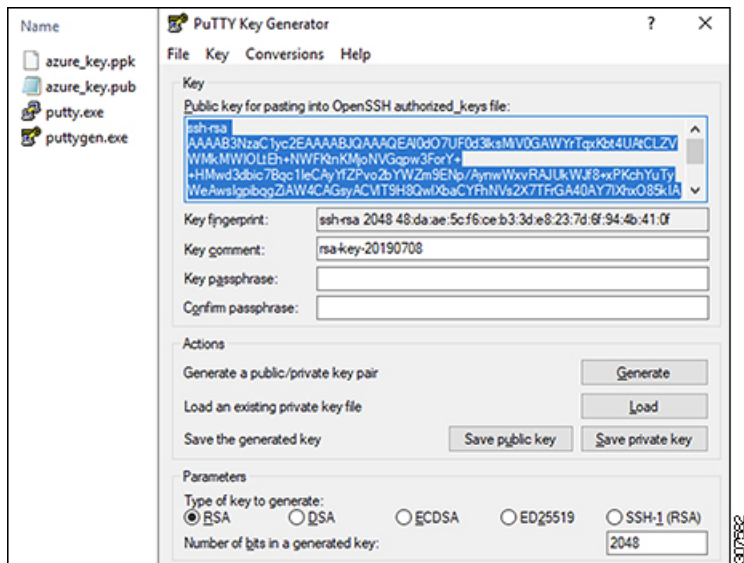 Name
azure_key.ppk
azure_key.pub
putty.exe
puttygen.exe
PuTTY Key Generator
? X
File Key Conversions Help
Key
Public key for pasting into OpenSSH authorized_keys file:
ssh-rsa
Key fingerprint: ssh-rsa 2048 48:da:ae:5c:f6:ce:b3:3d:e8:23:7d:6f:94:4b:41:0f
Key comment: rsa-key-20190708
Key passphrase:
Confirm passphrase:
Actions
Generate a public/private key pair Generate
Load an existing private key file Load
Save the generated key Save public key Save private key
Parameters
Type of key to generate:
RSA DSA ECDSA ED25519 SSH-1 (RSA)
Number of bits in a generated key: 2048
307582